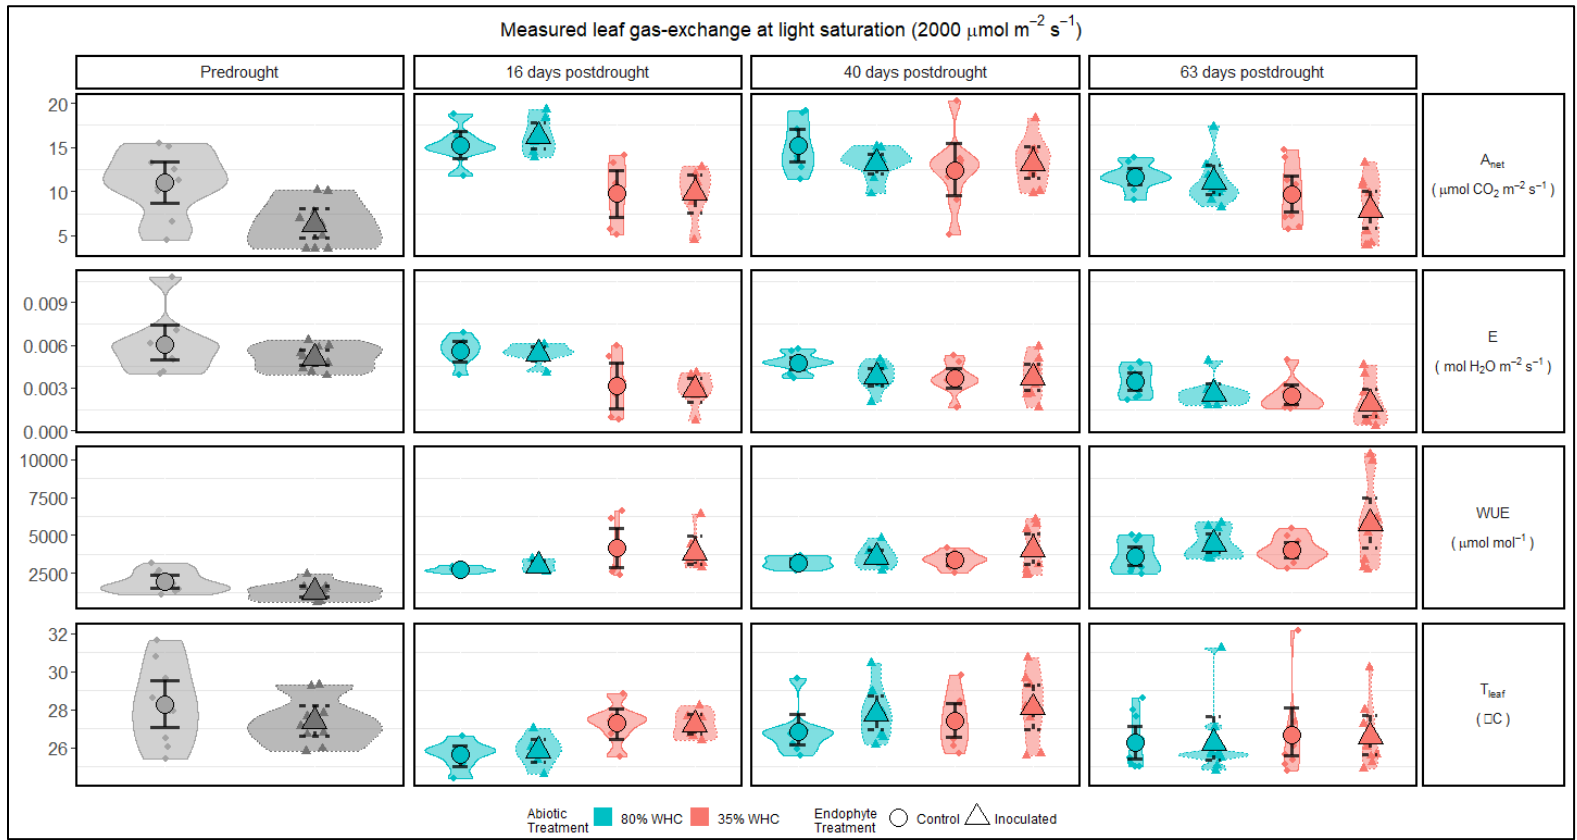 Measured leaf gas-exchange at light saturation (2000 μmol m⁻² s⁻¹)
Predrought
16 days postdrought
40 days postdrought
63 days postdrought
20
15
10
5
A_net
( μmol CO₂ m⁻² s⁻¹ )
0.009
0.006
0.003
0.000
E
( mol H₂O m⁻² s⁻¹ )
10000
7500
5000
2500
WUE
( μmol mol⁻¹ )
32
30
28
26
T_leaf
( □C )
Abiotic Treatment 80% WHC 35% WHC Endophyte Treatment Control Inoculated